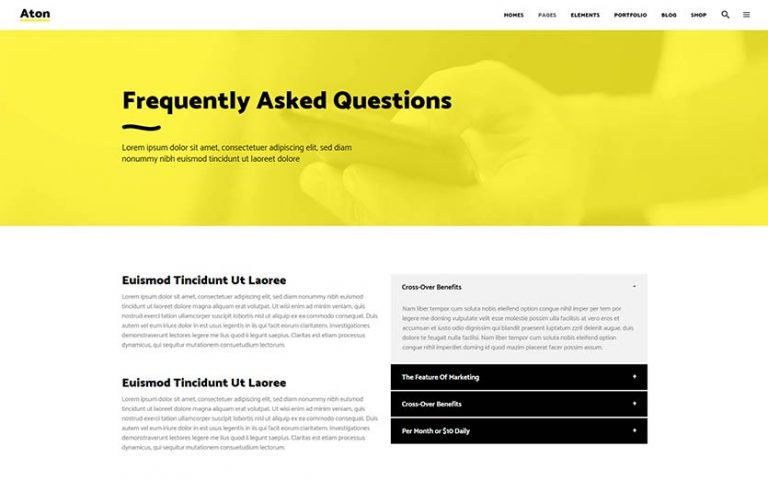 Aton
HOMES PAGES ELEMENTS PORTFOLIO BLOG SHOP
Frequently Asked Questions
Lorem ipsum dolor sit amet, consectetuer adipiscing elit, sed diam
nonummy nibh euismod tincidunt ut laoreet dolore
Euismod Tincidunt Ut Laoree
Lorem ipsum dolor sit amet, consectetuer adipiscing elit, sed diam nonummy nibh euismod
tincidunt ut laoreet dolore magna aliquam erat volutpat. Ut wisi enim ad minim veniam, quis
nostrud exerci tation ullamcorper suscipit lobortis nisl ut aliquip ex ea commodo consequat. Duis
autem vel eum iriure dolor in est usus legentis in iis qui facit eorum claritatem. Investigationes
demonstraverunt lectores legere me lius quod ii legunt saepius. Claritas est etiam processus
dynamicus, qui sequitur mutationem consuetudium lectorum.
Euismod Tincidunt Ut Laoree
Lorem ipsum dolor sit amet, consectetuer adipiscing elit, sed diam nonummy nibh euismod
tincidunt ut laoreet dolore magna aliquam erat volutpat. Ut wisi enim ad minim veniam, quis
nostrud exerci tation ullamcorper suscipit lobortis nisl ut aliquip ex ea commodo consequat.
Autem vel eum iriure dolor in est usus legentis in iis qui facit eorum claritatem. Investigationes
demonstraverunt lectores legere me lius quod ii legunt saepius. Claritas est etiam processus
dynamicus, qui sequitur mutationem consuetudium lectorum.
Cross-Over Benefits -
Nam liber tempor cum soluta nobis eleifend option congue nihil imper per tem por
legere me doming vulputate velit esse molestie possim ulla facilisis at vero eros et
accumsan et iusto odio dignissim qui blandit praesent luptatum zzril delenit augue, duis
dolore te feugait nulla facilisi. Nam liber tempor cum soluta nobis eleifend option
congue nihil imperdiet doming id quod mazim placerat facer possim assum.
The Feature Of Marketing +
Cross-Over Benefits +
Per Month or $10 Daily +